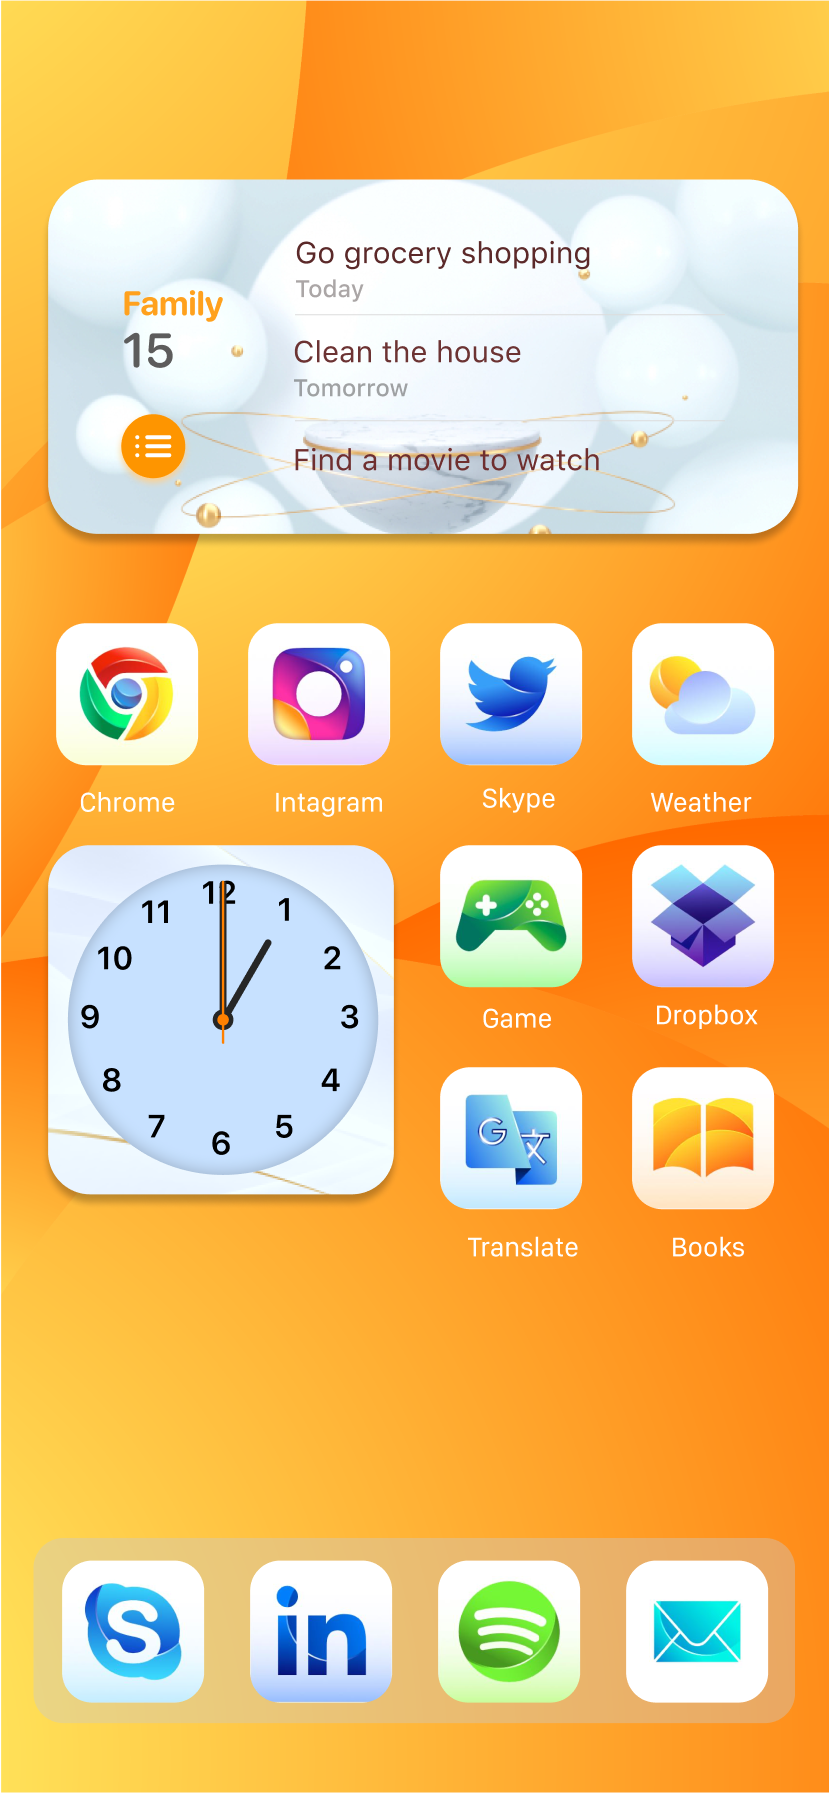 Family
15
Go grocery shopping
Today
Clean the house
Tomorrow
Find a movie to watch
Chrome
Intagram
Skype
Weather
12
1
2
3
4
5
6
7
8
9
10
11
Game
Dropbox
G 文
Translate
Books
S
in